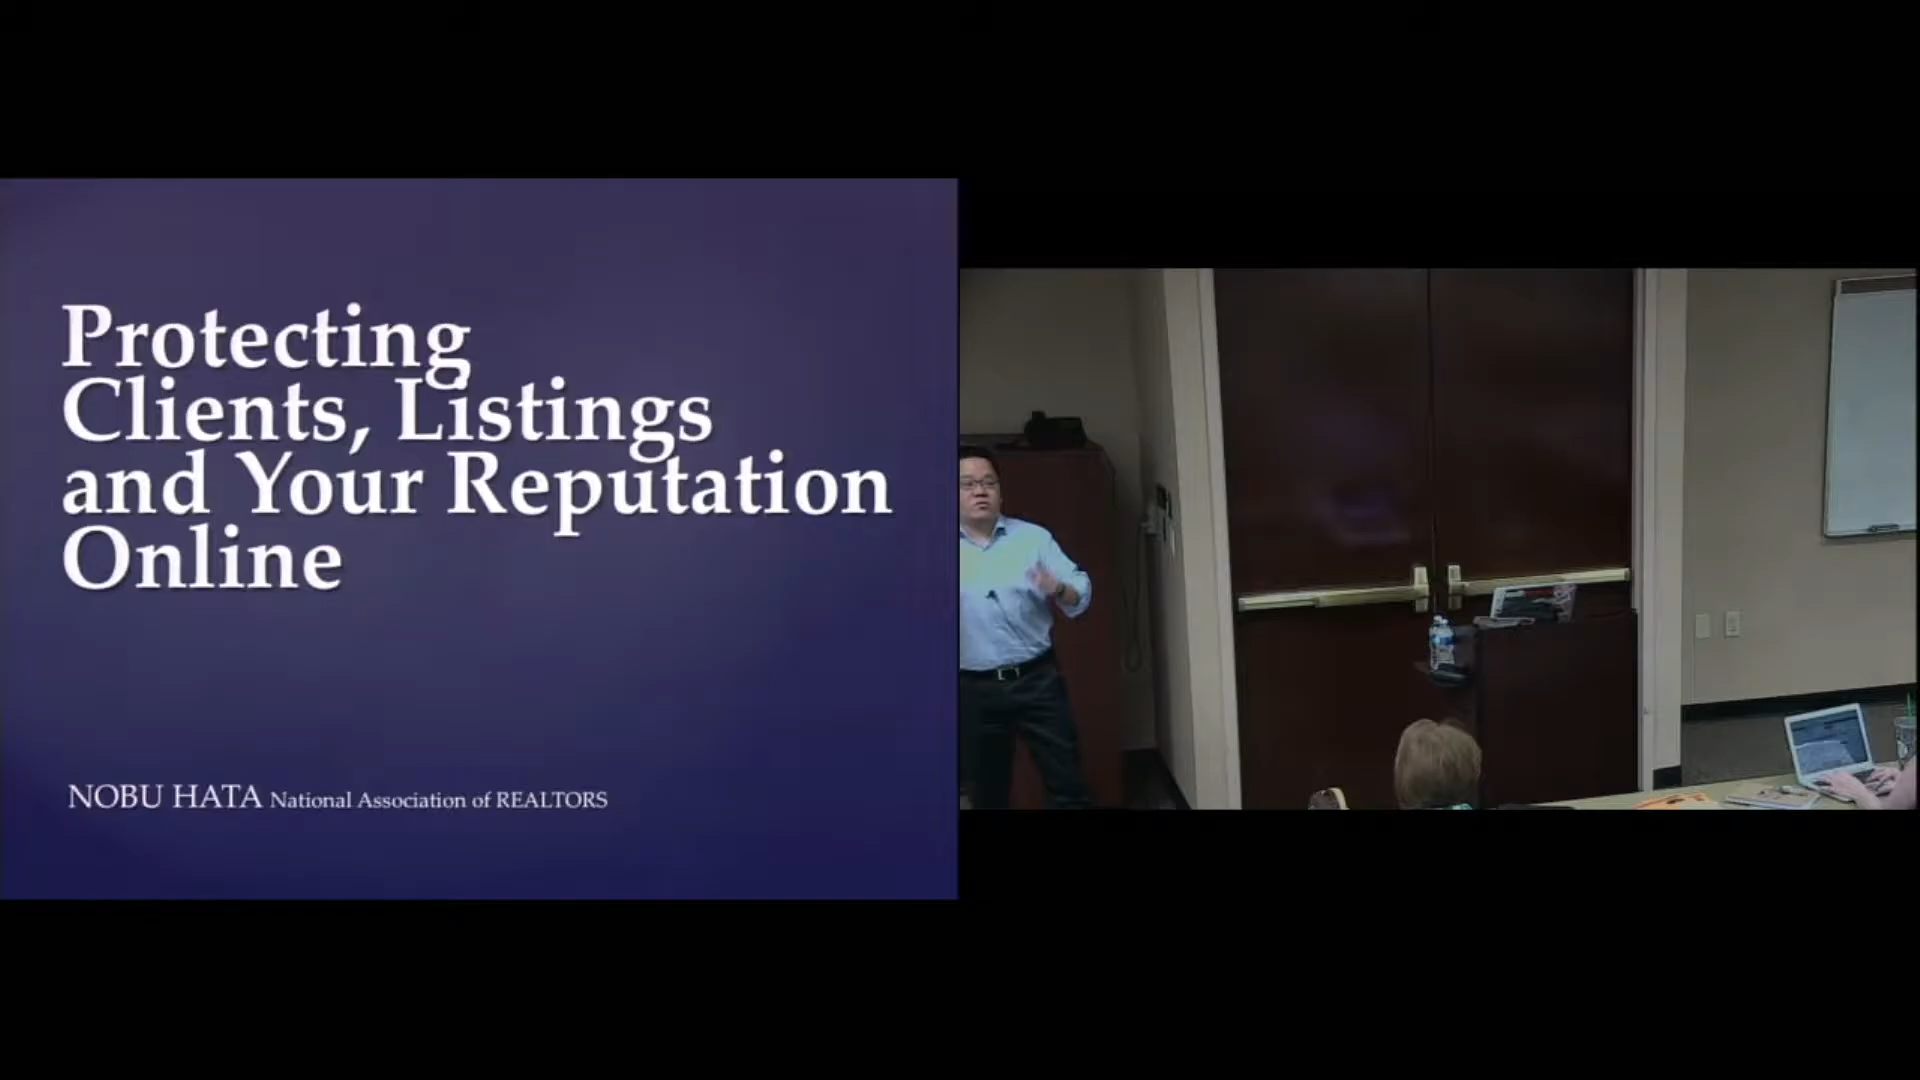 Protecting
Clients, Listings
and Your Reputation
Online
NOBU HATA National Association of REALTORS